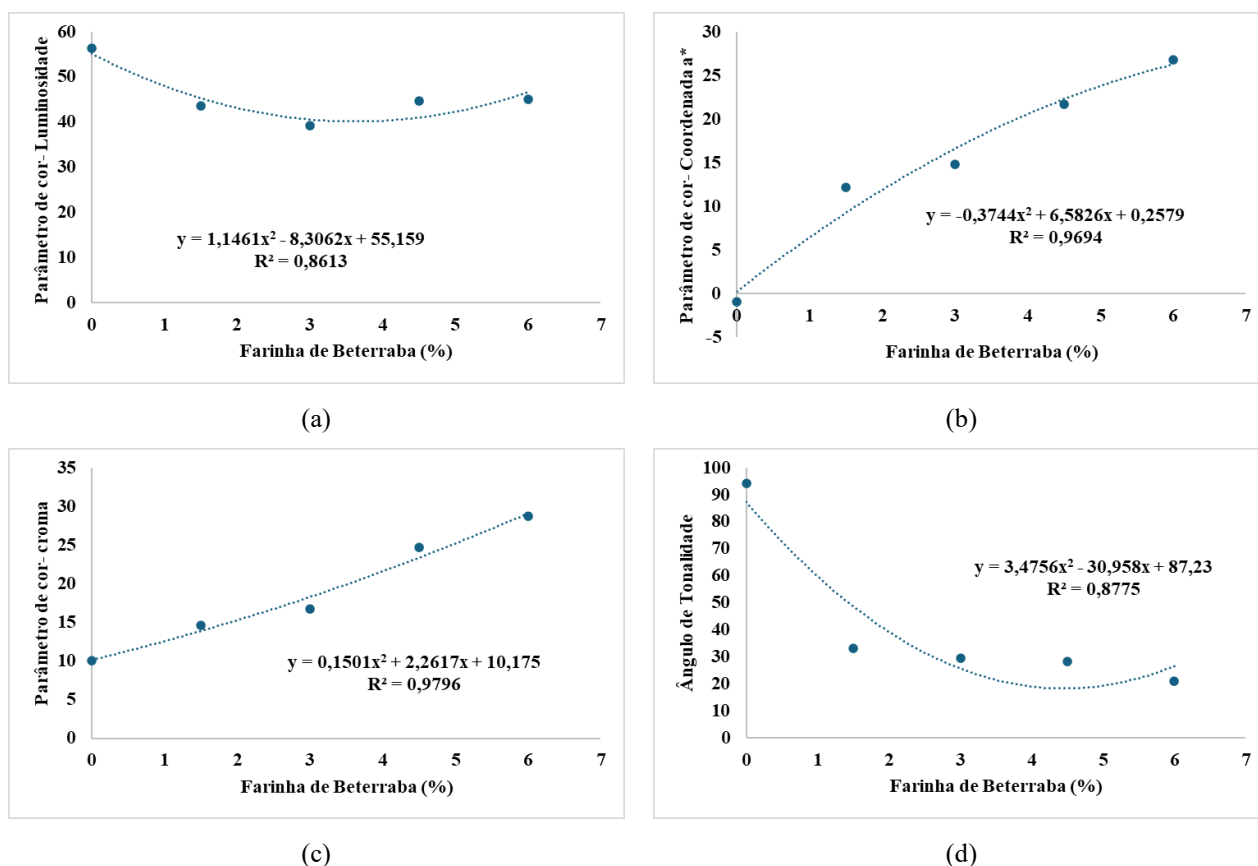 60
50
40
30
20
10
0
0 1 2 3 4 5 6 7
Parâmetro de cor- Luminosidade
Farinha de Beterraba (%)
y = 1,1461x² - 8,3062x + 55,159
R² = 0,8613
(a)
30
25
20
15
10
5
0
-5
0 1 2 3 4 5 6 7
Parâmetro de cor- Coordenada a*
Farinha de Beterraba (%)
y = -0,3744x² + 6,5826x + 0,2579
R² = 0,9694
(b)
35
30
25
20
15
10
5
0
0 1 2 3 4 5 6 7
Parâmetro de cor- croma
Farinha de Beterraba (%)
y = 0,1501x² + 2,2617x + 10,175
R² = 0,9796
(c)
100
90
80
70
60
50
40
30
20
10
0
0 1 2 3 4 5 6 7
Ângulo de Tonalidade
Farinha de Beterraba (%)
y = 3,4756x² - 30,958x + 87,23
R² = 0,8775
(d)